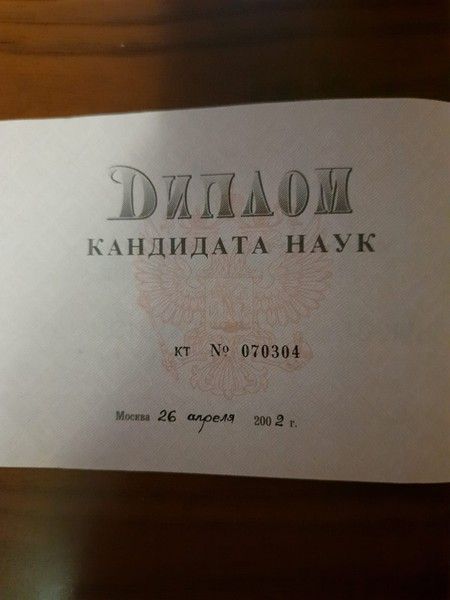 ДИПЛОМ
КАНДИДАТА НАУК
КТ № 070304
Москва 26 апреля 2002 г.